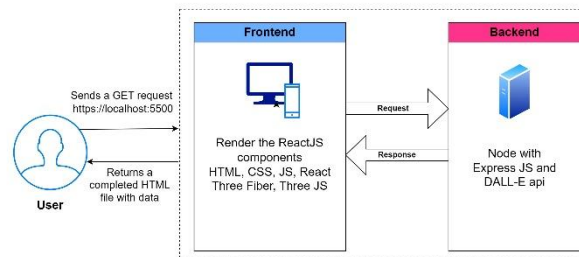 Sends a GET request
https://localhost:5500
Returns a
completed HTML
file with data
User
Frontend
Render the ReactJS
components
HTML, CSS, JS, React
Three Fiber, Three JS
Request
Response
Backend
Node with
Express JS and
DALL-E api